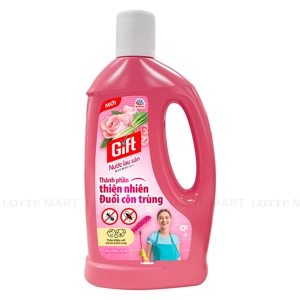 MỚI
Gift
Nước lau sàn
Thành phần
thiên nhiên
Đuổi côn trùng
LOTTE MART